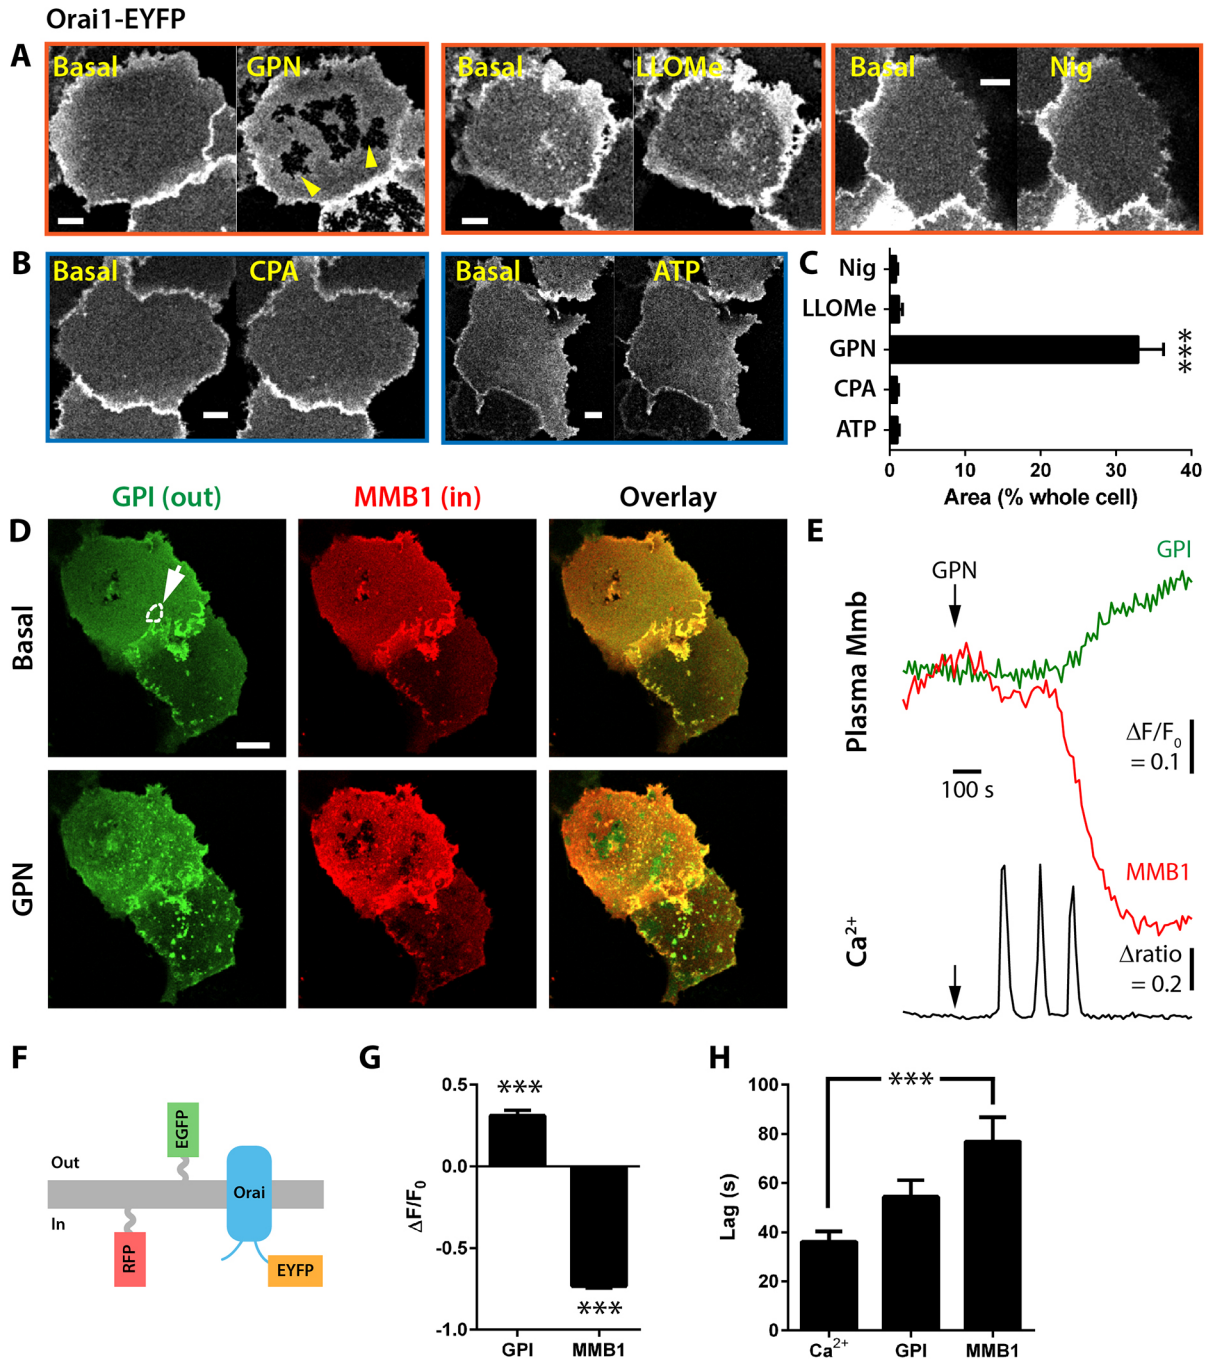 Orai1-EYFP
A
Basal
GPN
Basal
LLOMe
Basal
Nig
B
Basal
CPA
Basal
ATP
C
Nig
LLOMe
GPN
***
CPA
ATP
0
10
20
30
40
Area (% whole cell)
D
GPI (out)
MMB1 (in)
Overlay
Basal
GPN
E
GPI
GPN
Plasma Mmb
ΔF/F₀
= 0.1
100 s
MMB1
Ca²⁺
Δratio
= 0.2
F
Out
EGFP
Orai
In
RFP
EYFP
G
0.5
***
0.0
ΔF/F₀
-0.5
***
-1.0
GPI
MMB1
H
100
***
80
60
Lag (s)
40
20
0
Ca²⁺
GPI
MMB1